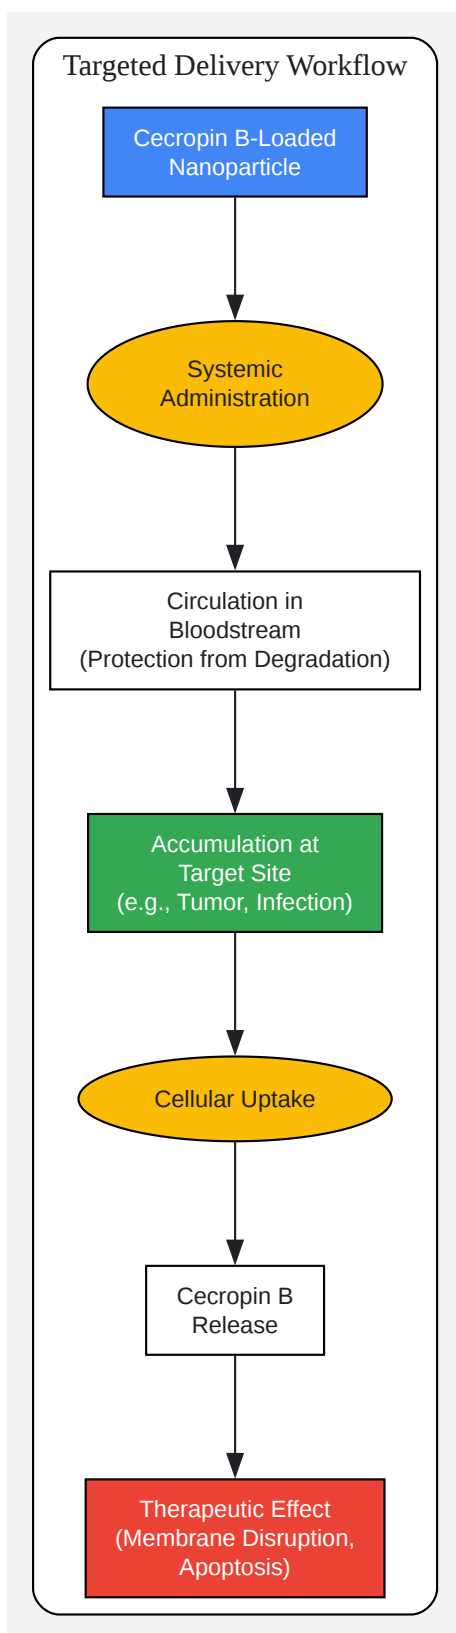 Targeted Delivery Workflow
Cecropin B-Loaded
Nanoparticle
Systemic
Administration
Circulation in
Bloodstream
(Protection from Degradation)
Accumulation at
Target Site
(e.g., Tumor, Infection)
Cellular Uptake
Cecropin B
Release
Therapeutic Effect
(Membrane Disruption,
Apoptosis)